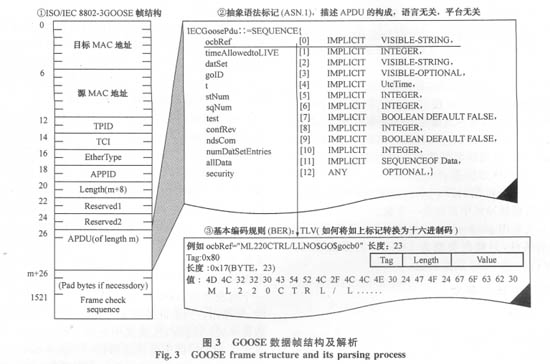 ①ISO/IEC 8802-3GOOSE 帧结构
0
目标 MAC 地址
6
源 MAC 地址
12
TPID
14
TCI
16
EtherType
18
APPID
20
Length(m+8)
22
Reserved1
24
Reserved2
26
APDU(of length m)
m+26
(Pad bytes if necessdory)
1521
Frame check
sequence
②抽象语法标记 (ASN.1), 描述 APDU 的构成, 语言无关, 平台无关
IECGoosePdu::=SEQUENCE{
ocbRef [0] IMPLICIT VISIBLE-STRING,
timeAllowedtoLIVE [1] IMPLICIT INTEGER,
datSet [2] IMPLICIT VISIBLE-STRING,
goID [3] IMPLICIT VISIBLE-OPTIONAL,
t [4] IMPLICIT UtcTime,
stNum [5] IMPLICIT INTEGER,
sqNum [6] IMPLICIT INTEGER,
test [7] IMPLICIT BOOLEAN DEFAULT FALSE,
confRev [8] IMPLICIT INTEGER,
ndsCom [9] IMPLICIT BOOLEAN DEFAULT FALSE,
numDatSetEntries [10] IMPLICIT INTEGER,
allData [11] IMPLICIT SEQUENCEOF Data,
security [12] ANY OPTIONAL,}
③基本编码规则(BER): TLV( 如何将如上标记转换为十六进制码)
例如 ocbRef="ML220CTRL/LLNO$GO$gocb0" 长度: 23
Tag:0x80
Tag Length Value
长度 :0x17(BYTE, 23)
值: 4D 4C 32 32 30 43 54 52 4C 2F 4C 4C 4E 30 24 47 4F 24 67 6F 63 62 30
M L 2 2 0 C T R L / L ......
图 3 GOOSE 数据帧结构及解析
Fig. 3 GOOSE frame structure and its parsing process